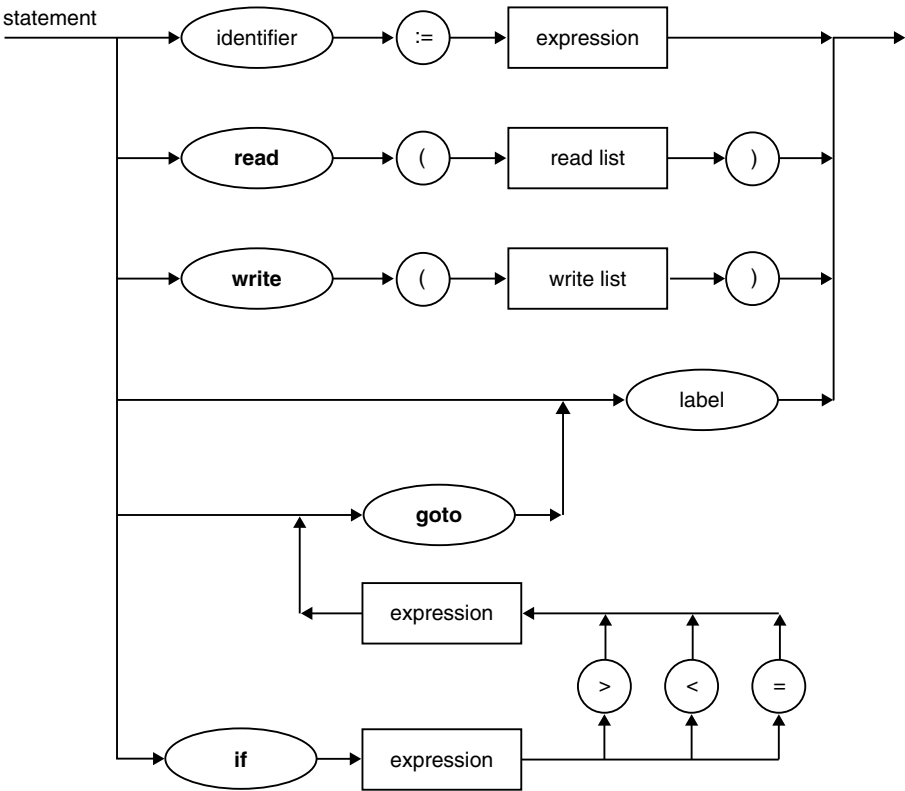 statement
identifier := expression
read ( read list )
write ( write list )
label
goto
expression
> < =
if expression